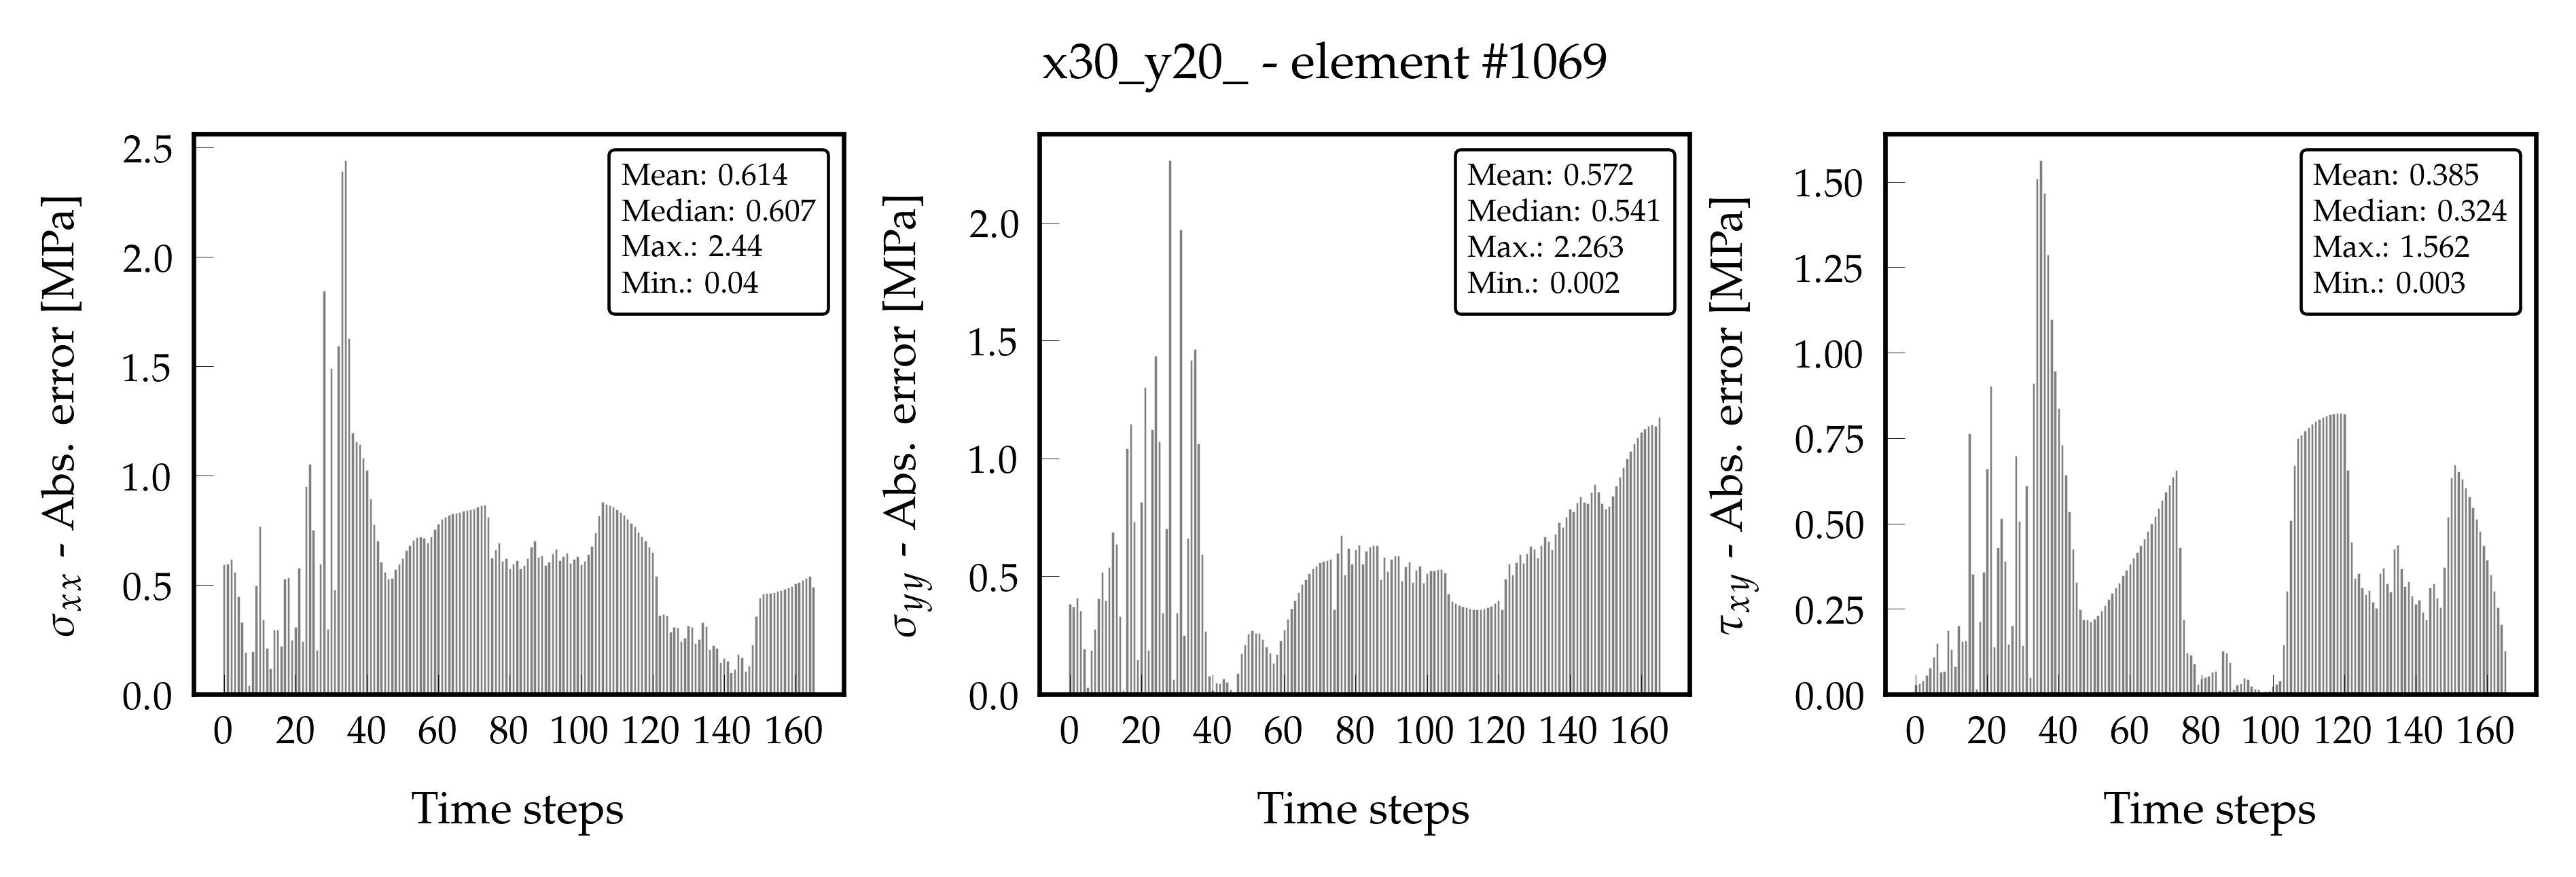 x30_y20_ - element #1069
σxx - Abs. error [MPa]
2.5
2.0
1.5
1.0
0.5
0.0
Mean: 0.614
Median: 0.607
Max.: 2.44
Min.: 0.04
0 20 40 60 80 100 120 140 160
Time steps
σyy - Abs. error [MPa]
2.0
1.5
1.0
0.5
0.0
Mean: 0.572
Median: 0.541
Max.: 2.263
Min.: 0.002
0 20 40 60 80 100 120 140 160
Time steps
τxy - Abs. error [MPa]
1.50
1.25
1.00
0.75
0.50
0.25
0.00
Mean: 0.385
Median: 0.324
Max.: 1.562
Min.: 0.003
0 20 40 60 80 100 120 140 160
Time steps